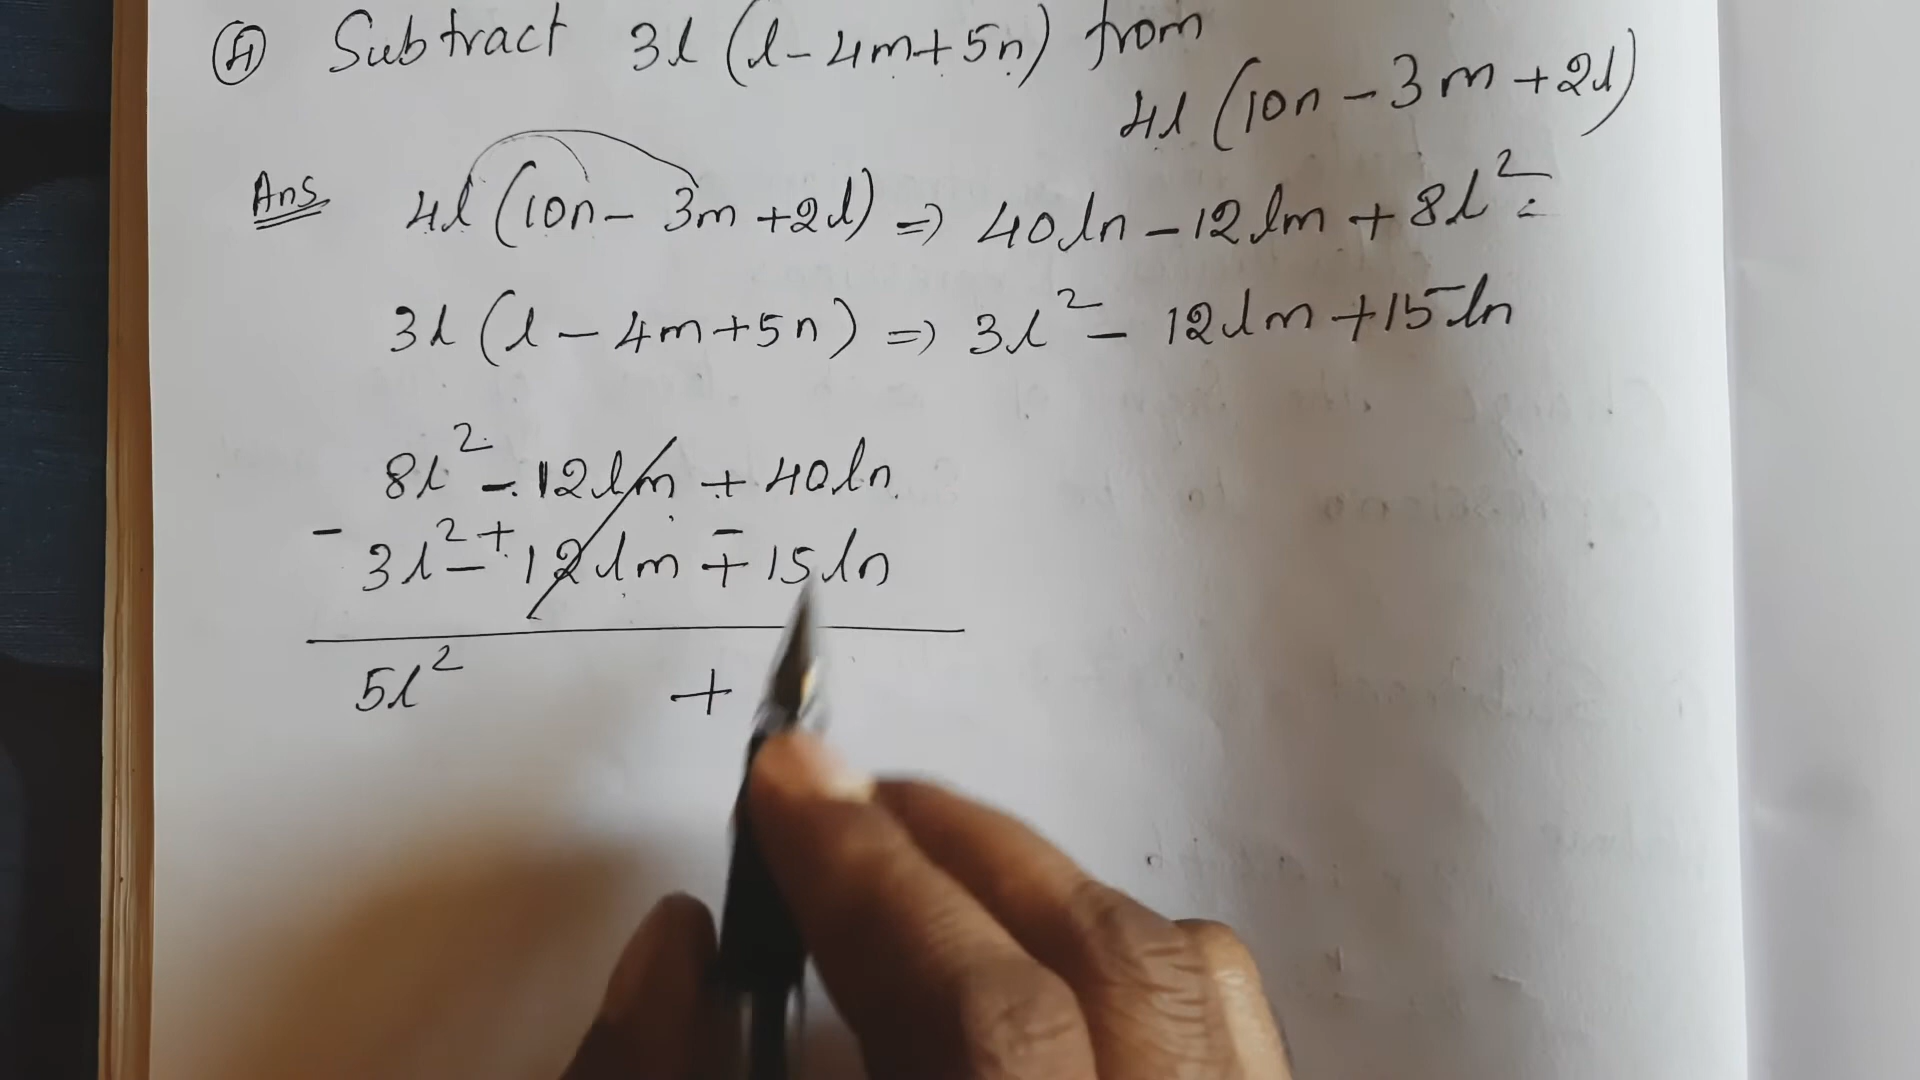 4 Subtract 3l (l - 4m + 5n) from
4l (10n - 3m + 2l)
Ans 4l (10n - 3m + 2l) => 40ln - 12lm + 8l²
3l (l - 4m + 5n) => 3l² - 12lm + 15ln
8l² - 12lm + 40ln
- 3l² - + 12lm + - 15ln
5l² +